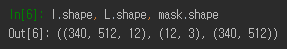 In[6]: I.shape, L.shape, mask.shape
Out[6]: ((340, 512, 12), (12, 3), (340, 512))